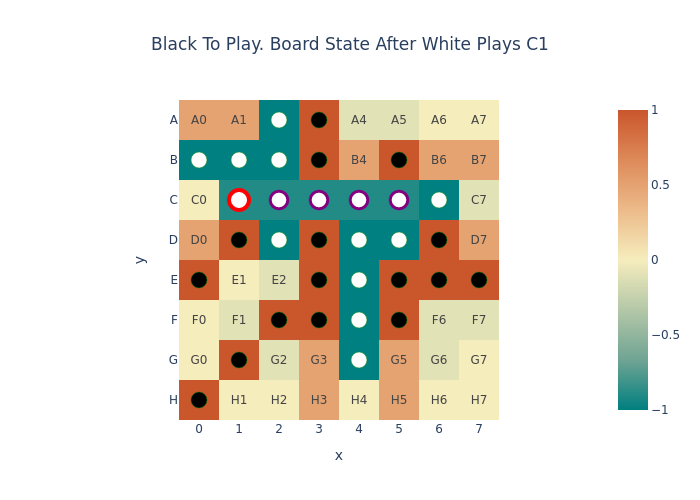 Black To Play. Board State After White Plays C1
A A0 A1 A4 A5 A6 A7
B B4 B6 B7
C C0 C7
D D0 D7
E E1 E2
F F0 F1 F6 F7
G G0 G2 G3 G5 G6 G7
H H1 H2 H3 H4 H5 H6 H7
0 1 2 3 4 5 6 7
x
y
1
0.5
0
−0.5
−1